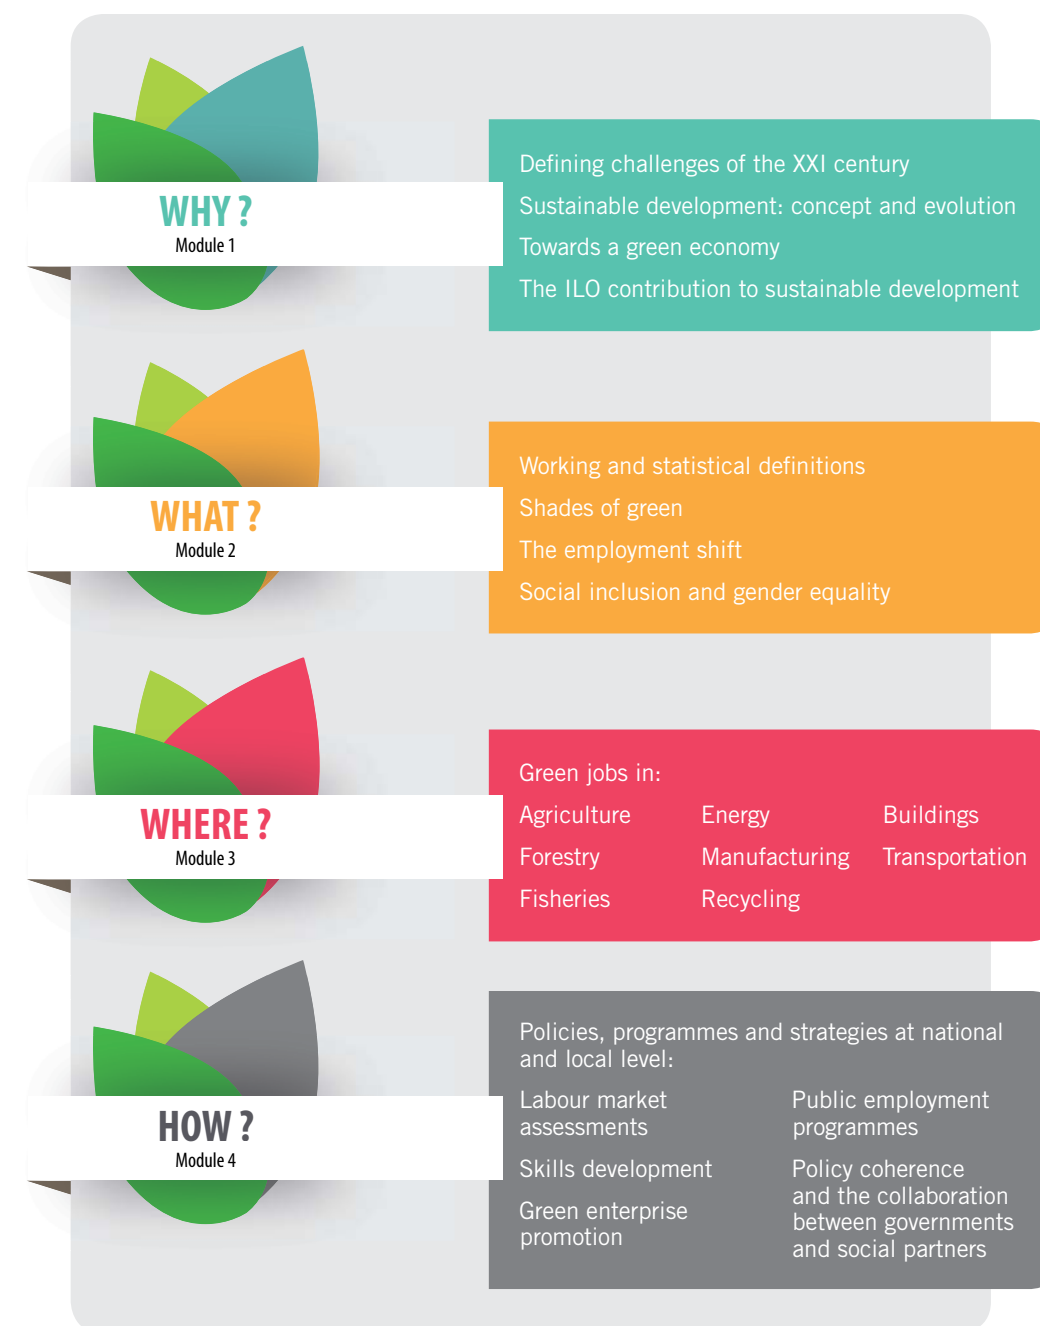 WHY ?
Module 1
Defining challenges of the XXI century
Sustainable development: concept and evolution
Towards a green economy
The ILO contribution to sustainable development
WHAT ?
Module 2
Working and statistical definitions
Shades of green
The employment shift
Social inclusion and gender equality
WHERE ?
Module 3
Green jobs in:
Agriculture
Forestry
Fisheries
Energy
Manufacturing
Recycling
Buildings
Transportation
HOW ?
Module 4
Policies, programmes and strategies at national
and local level:
Labour market
assessments
Skills development
Green enterprise
promotion
Public employment
programmes
Policy coherence
and the collaboration
between governments
and social partners